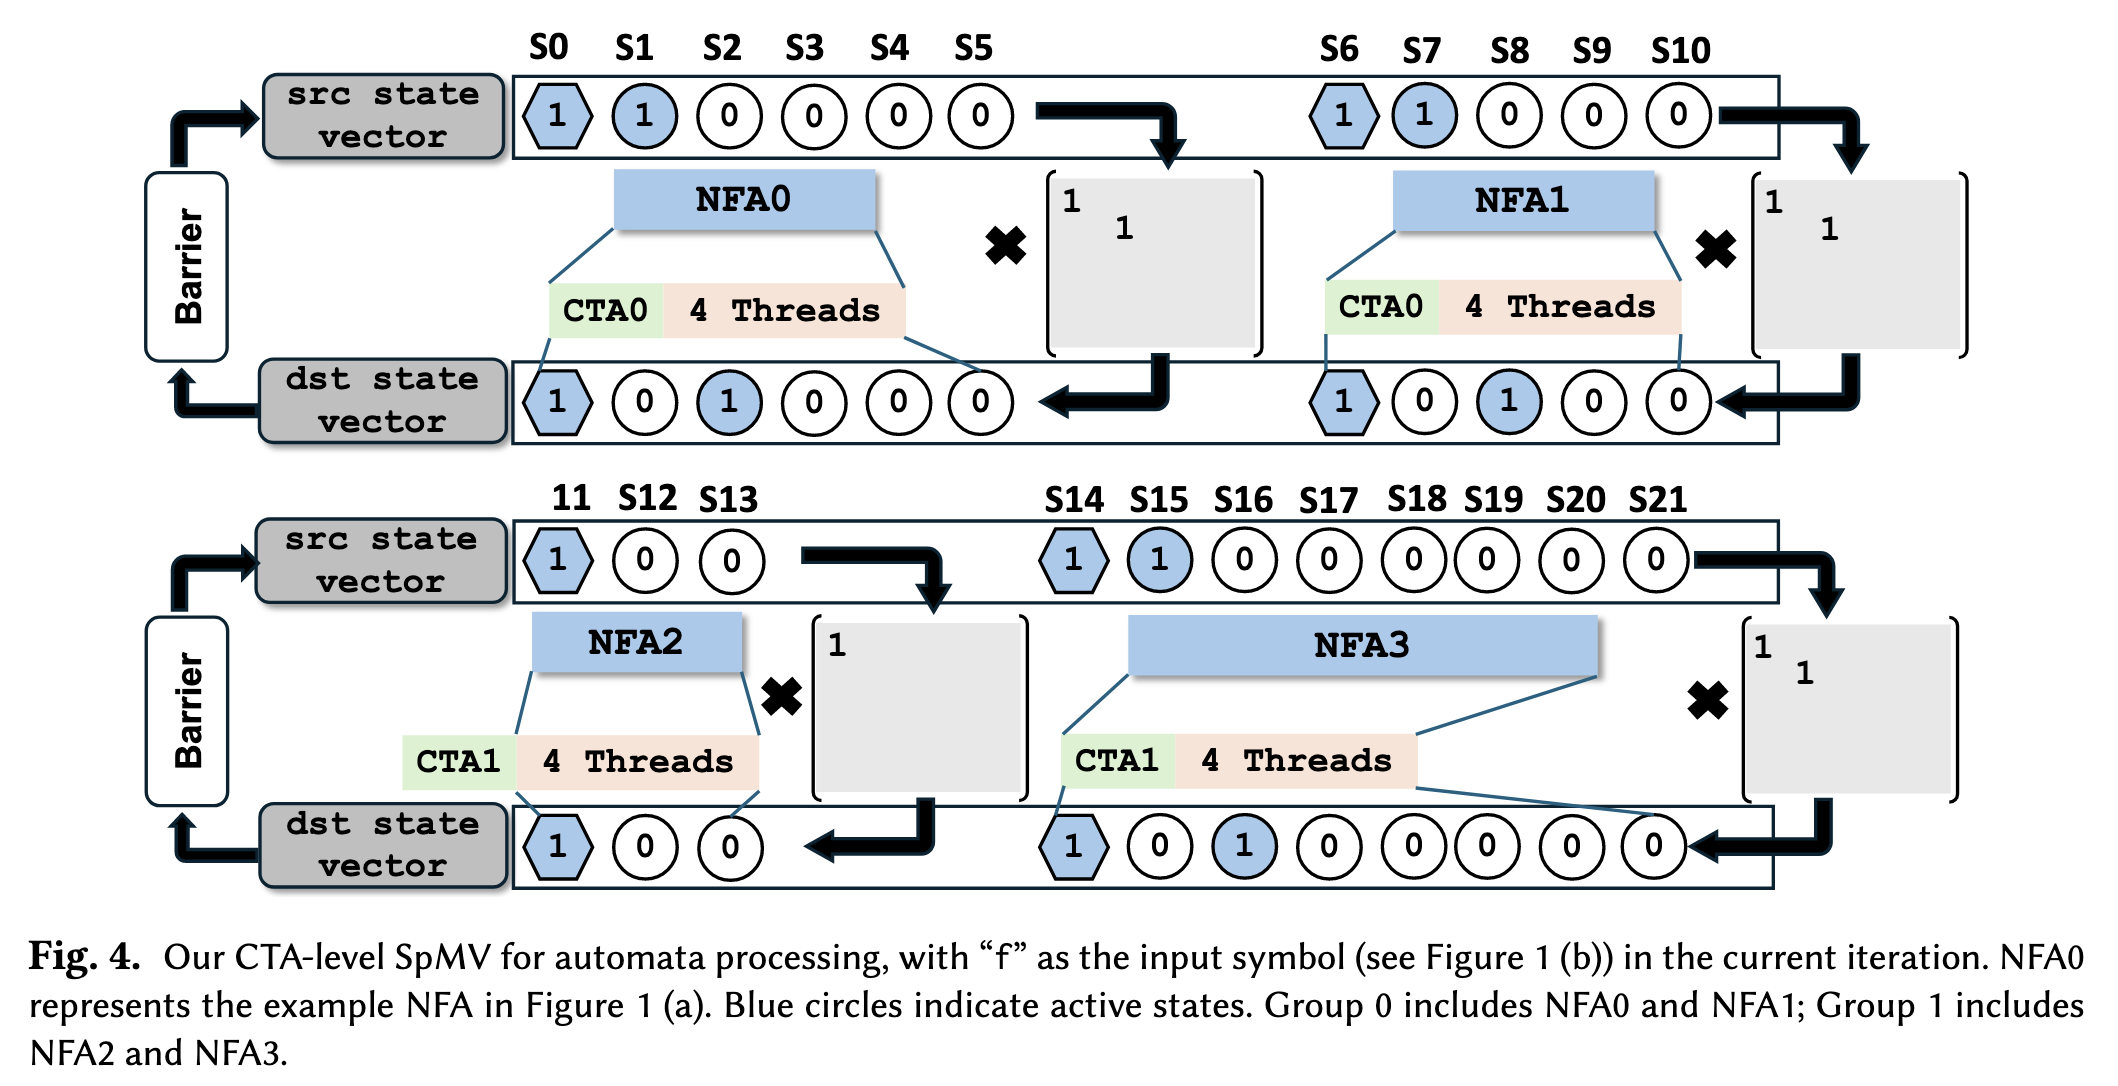 S0 S1 S2 S3 S4 S5 S6 S7 S8 S9 S10
src state
vector
1 1 0 0 0 0 1 1 0 0 0
Barrier
NFA0
1
1
NFA1
1
1
CTA0 4 Threads
CTA0 4 Threads
dst state
vector
1 0 1 0 0 0 1 0 1 0 0
11 S12 S13 S14 S15 S16 S17 S18 S19 S20 S21
src state
vector
1 0 0 1 1 0 0 0 0 0 0
Barrier
NFA2
1
NFA3
1
1
CTA1 4 Threads
CTA1 4 Threads
dst state
vector
1 0 0 1 0 1 0 0 0 0 0
Fig. 4. Our CTA-level SpMV for automata processing, with “f” as the input symbol (see Figure 1 (b)) in the current iteration. NFA0
represents the example NFA in Figure 1 (a). Blue circles indicate active states. Group 0 includes NFA0 and NFA1; Group 1 includes
NFA2 and NFA3.